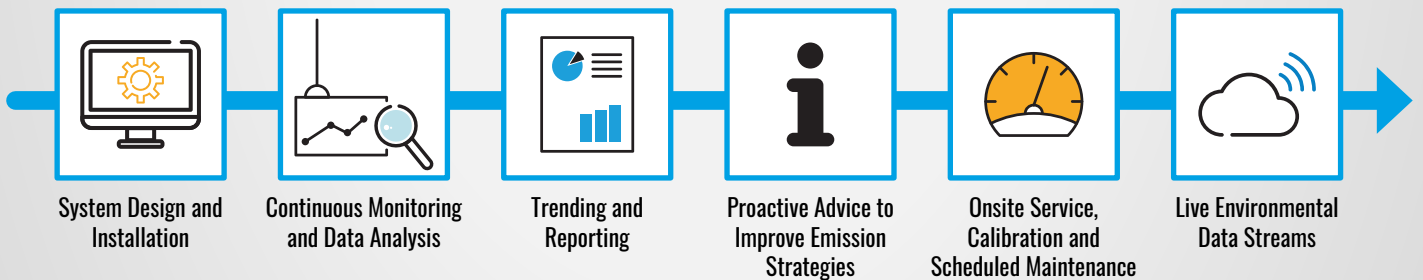 System Design and
Installation
Continuous Monitoring
and Data Analysis
Trending and
Reporting
Proactive Advice to
Improve Emission
Strategies
Onsite Service,
Calibration and
Scheduled Maintenance
Live Environmental
Data Streams